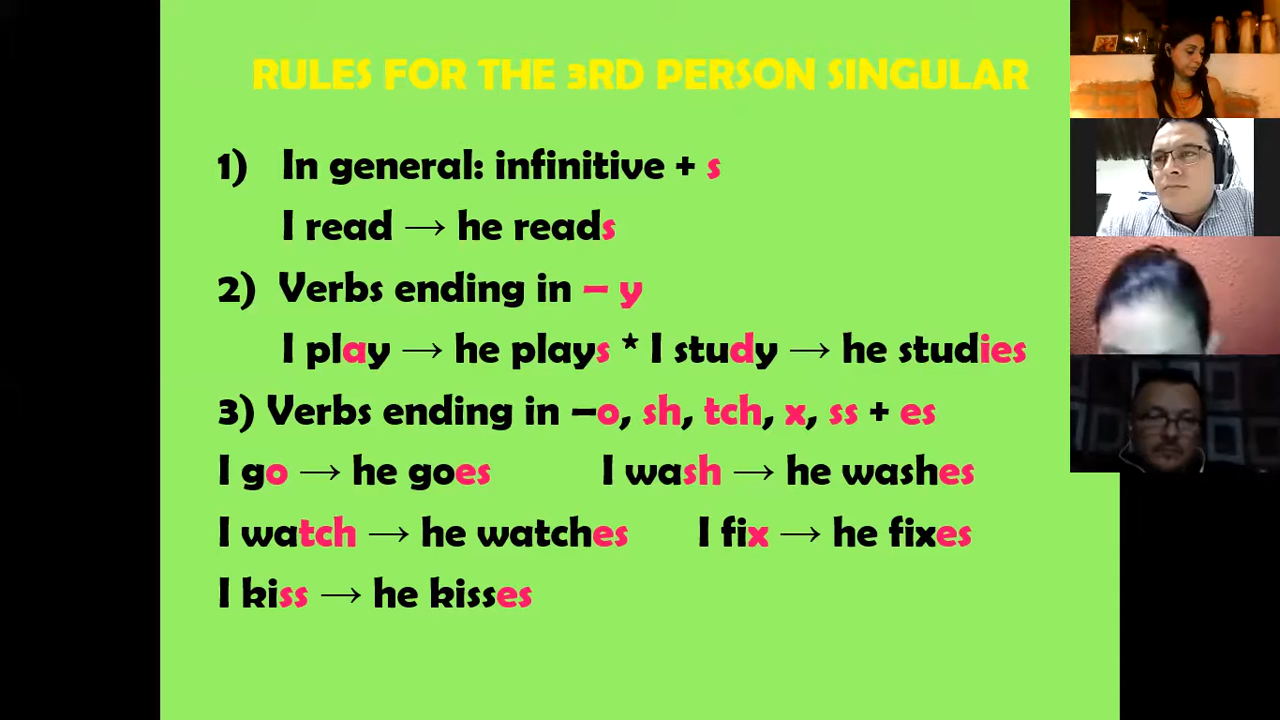 RULES FOR THE 3RD PERSON SINGULAR
1) In general: infinitive + s
I read → he reads
2) Verbs ending in – y
I play → he plays * I study → he studies
3) Verbs ending in –o, sh, tch, x, ss + es
I go → he goes I wash → he washes
I watch → he watches I fix → he fixes
I kiss → he kisses